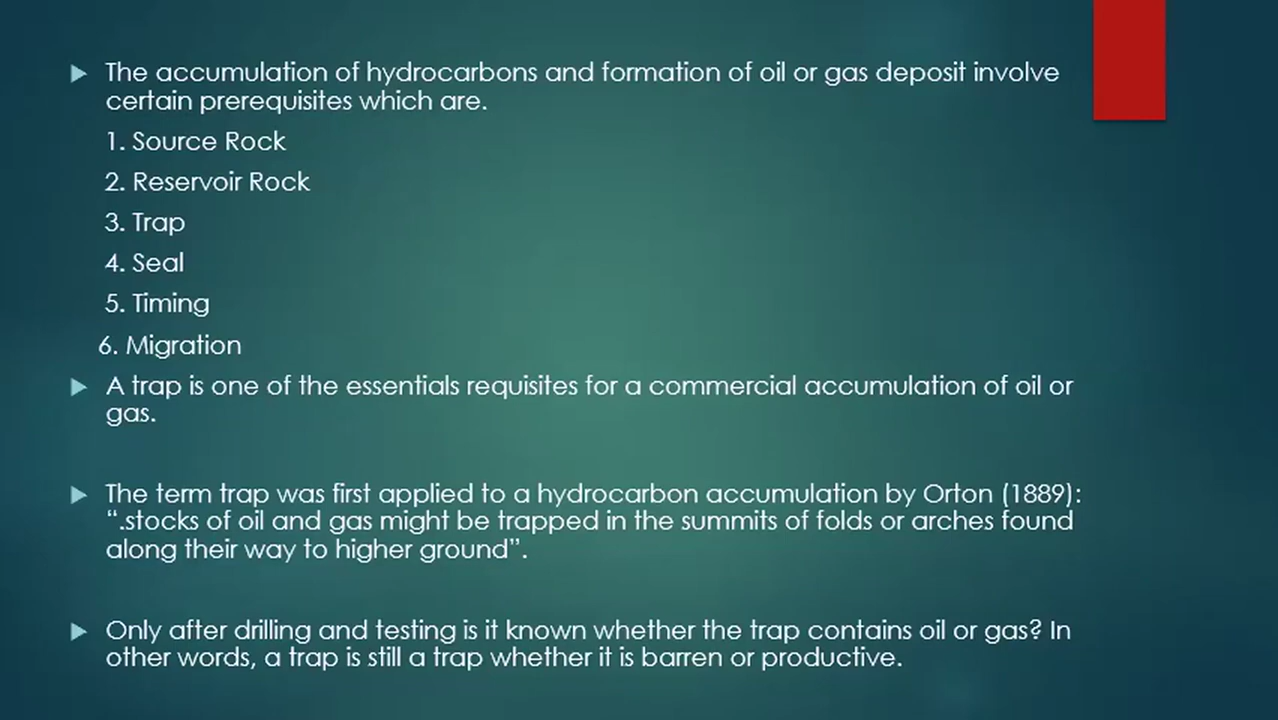 The accumulation of hydrocarbons and formation of oil or gas deposit involve
certain prerequisites which are.
1. Source Rock
2. Reservoir Rock
3. Trap
4. Seal
5. Timing
6. Migration
A trap is one of the essentials requisites for a commercial accumulation of oil or
gas.
The term trap was first applied to a hydrocarbon accumulation by Orton (1889):
“.stocks of oil and gas might be trapped in the summits of folds or arches found
along their way to higher ground”.
Only after drilling and testing is it known whether the trap contains oil or gas? In
other words, a trap is still a trap whether it is barren or productive.